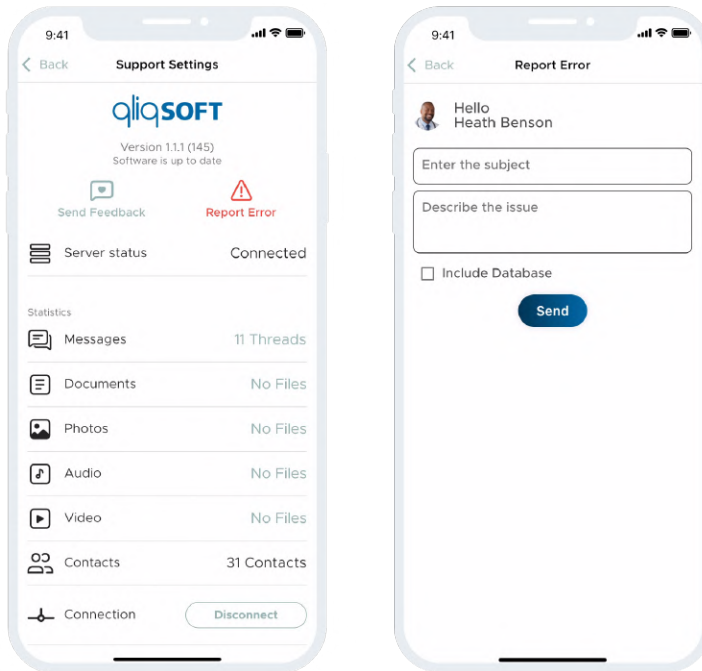 9:41
Back Support Settings
qliqSOFT
Version 1.1.1 (145)
Software is up to date
Send Feedback Report Error
Server status Connected
Statistics
Messages 11 Threads
Documents No Files
Photos No Files
Audio No Files
Video No Files
Contacts 31 Contacts
Connection Disconnect
9:41
Back Report Error
Hello
Heath Benson
Enter the subject
Describe the issue
Include Database
Send